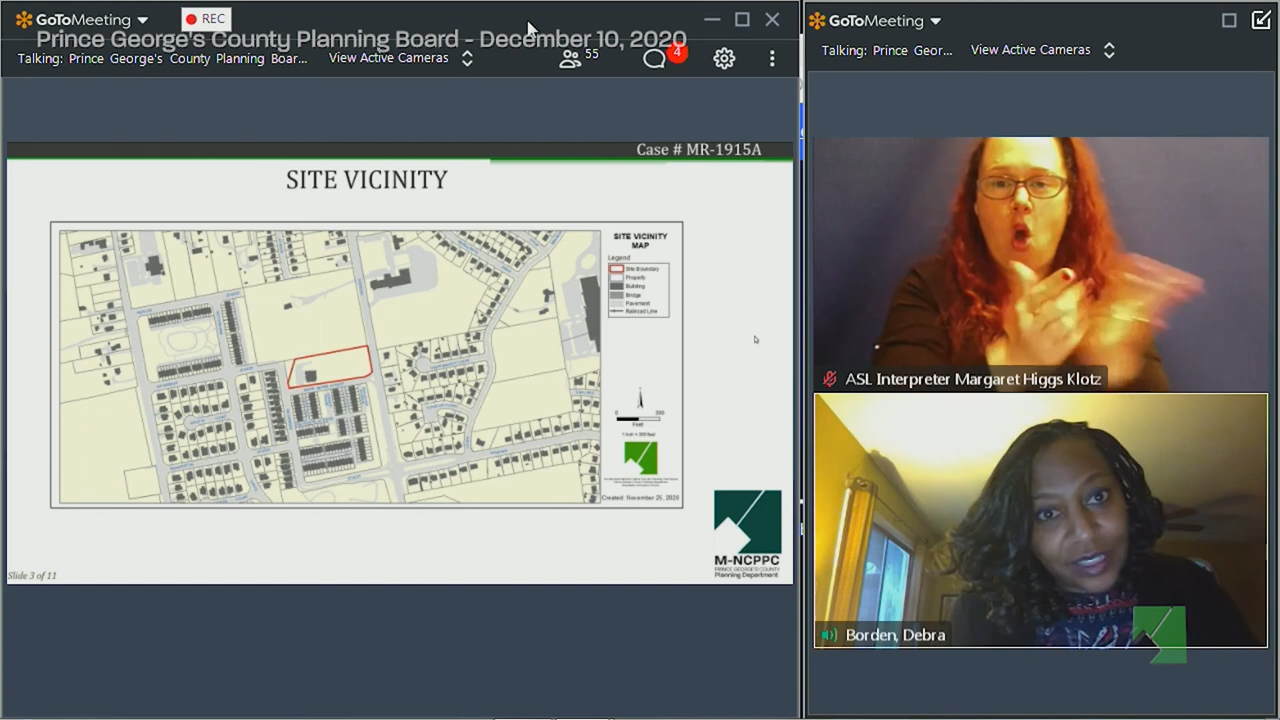 GoToMeeting
REC
Prince George's County Planning Board - December 10, 2020
Talking: Prince George's County Planning Boar...
View Active Cameras
55
4
Case # MR-1915A
SITE VICINITY
SITE VICINITY
MAP
Legend
Site Boundary
Property
Building
Bridge
Pavement
Railroad Line
0
Feet
Created: November 25, 2020
M-NCPPC
PRINCE GEORGE'S COUNTY
Planning Department
Slide 3 of 11
GoToMeeting
Talking: Prince Geor...
View Active Cameras
ASL Interpreter Margaret Higgs Klotz
Borden, Debra